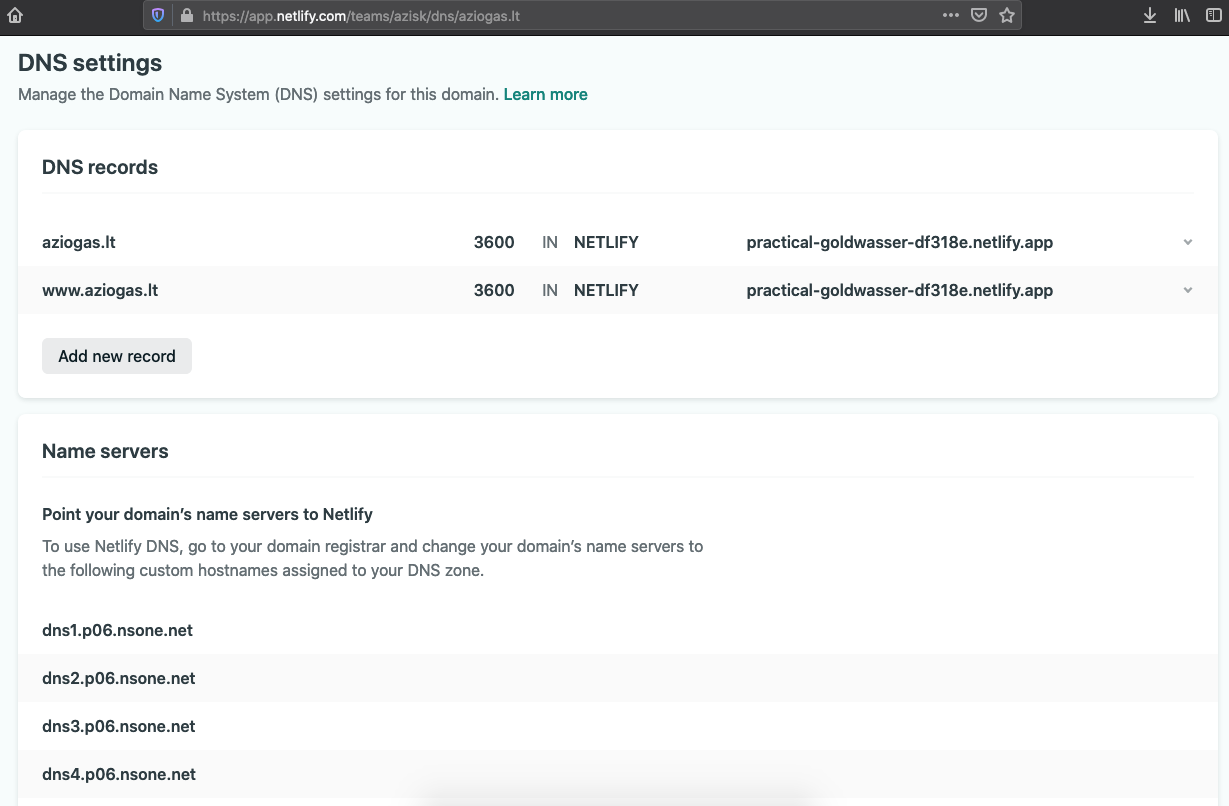 https://app.netlify.com/teams/azisk/dns/aziogas.lt
DNS settings
Manage the Domain Name System (DNS) settings for this domain. Learn more
DNS records
aziogas.lt 3600 IN NETLIFY practical-goldwasser-df318e.netlify.app
www.aziogas.lt 3600 IN NETLIFY practical-goldwasser-df318e.netlify.app
Add new record
Name servers
Point your domain’s name servers to Netlify
To use Netlify DNS, go to your domain registrar and change your domain’s name servers to
the following custom hostnames assigned to your DNS zone.
dns1.p06.nsone.net
dns2.p06.nsone.net
dns3.p06.nsone.net
dns4.p06.nsone.net